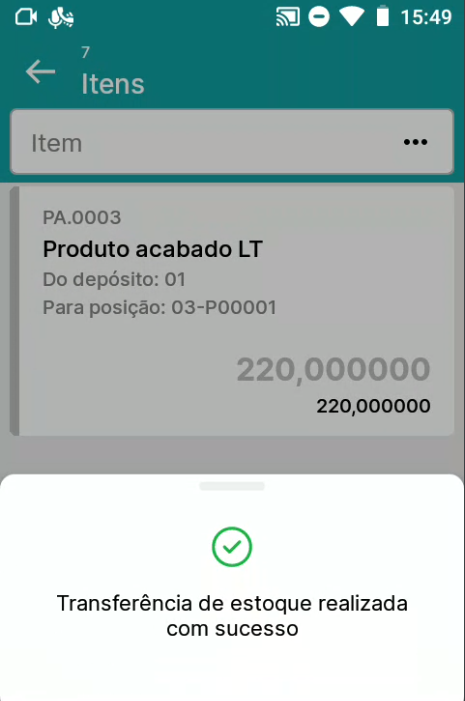 15:49
7
Itens
Item
PA.0003
Produto acabado LT
Do depósito: 01
Para posição: 03-P00001
220,000000
220,000000
Transferência de estoque realizada
com sucesso